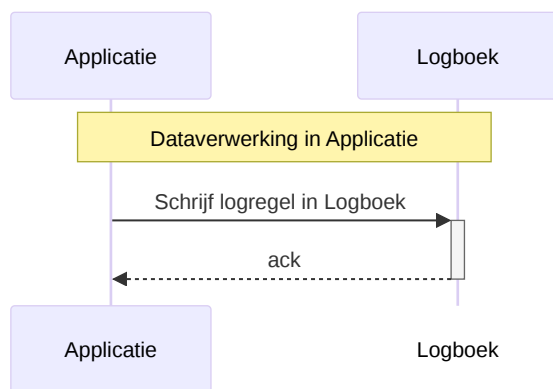 Applicatie
Logboek
Dataverwerking in Applicatie
Schrijf logregel in Logboek
ack
Applicatie
Logboek